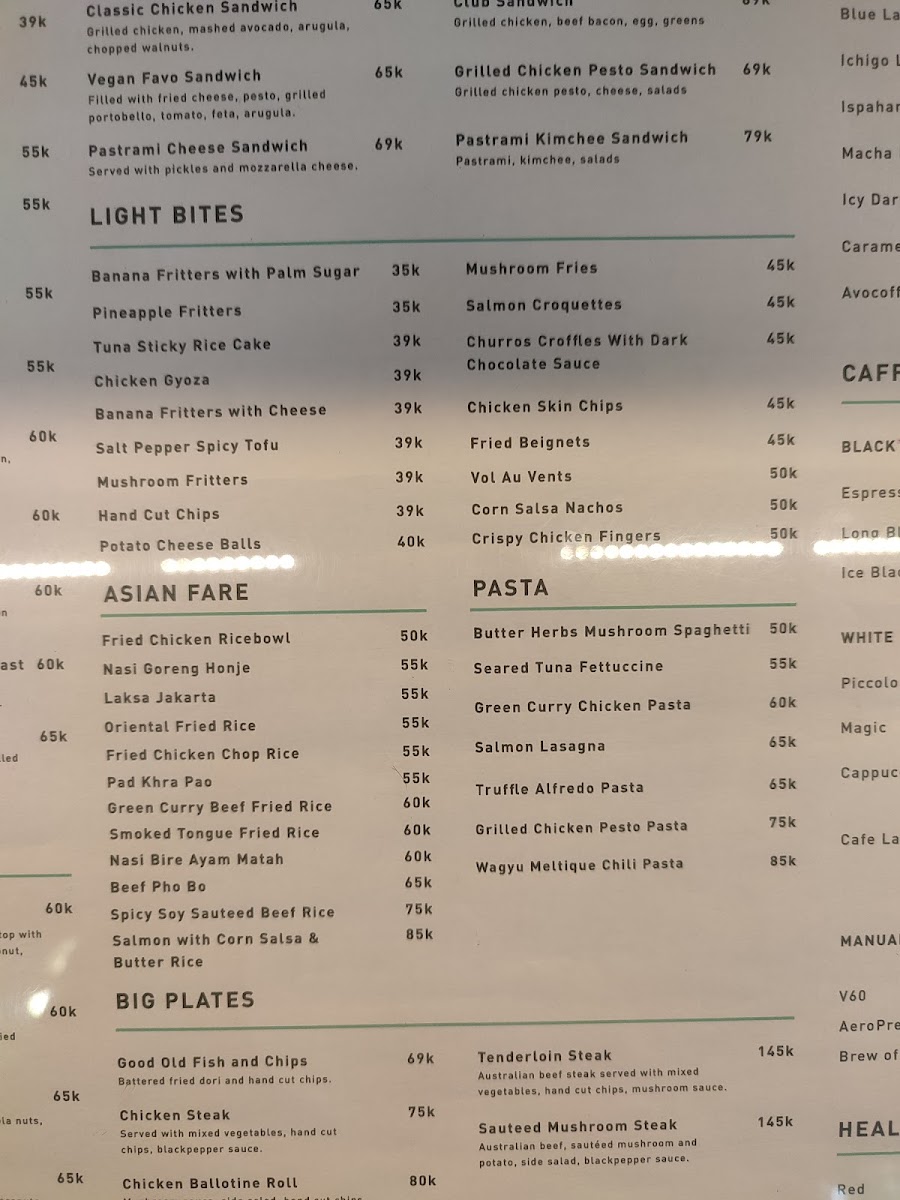 39k
45k
55k
55k
55k
55k
60k
n,
60k
60k
n
ast 60k
65k
led
60k
top with
nut,
60k
ied
65k
ia nuts,
65k
Classic Chicken Sandwich 65k
Grilled chicken, mashed avocado, arugula,
chopped walnuts.
Vegan Favo Sandwich 65k
Filled with fried cheese, pesto, grilled
portobello, tomato, feta, arugula.
Pastrami Cheese Sandwich 69k
Served with pickles and mozzarella cheese.
Club Sandwich
Grilled chicken, beef bacon, egg, greens
Grilled Chicken Pesto Sandwich 69k
Grilled chicken pesto, cheese, salads
Pastrami Kimchee Sandwich 79k
Pastrami, kimchee, salads
LIGHT BITES
Banana Fritters with Palm Sugar 35k
Pineapple Fritters 35k
Tuna Sticky Rice Cake 39k
Chicken Gyoza 39k
Banana Fritters with Cheese 39k
Salt Pepper Spicy Tofu 39k
Mushroom Fritters 39k
Hand Cut Chips 39k
Potato Cheese Balls 40k
Mushroom Fries 45k
Salmon Croquettes 45k
Churros Croffles With Dark 45k
Chocolate Sauce
Chicken Skin Chips 45k
Fried Beignets 45k
Vol Au Vents 50k
Corn Salsa Nachos 50k
Crispy Chicken Fingers 50k
ASIAN FARE
Fried Chicken Ricebowl 50k
Nasi Goreng Honje 55k
Laksa Jakarta 55k
Oriental Fried Rice 55k
Fried Chicken Chop Rice 55k
Pad Khra Pao 55k
Green Curry Beef Fried Rice 60k
Smoked Tongue Fried Rice 60k
Nasi Bire Ayam Matah 60k
Beef Pho Bo 65k
Spicy Soy Sauteed Beef Rice 75k
Salmon with Corn Salsa & 85k
Butter Rice
PASTA
Butter Herbs Mushroom Spaghetti 50k
Seared Tuna Fettuccine 55k
Green Curry Chicken Pasta 60k
Salmon Lasagna 65k
Truffle Alfredo Pasta 65k
Grilled Chicken Pesto Pasta 75k
Wagyu Meltique Chili Pasta 85k
BIG PLATES
Good Old Fish and Chips 69k
Battered fried dori and hand cut chips.
Chicken Steak 75k
Served with mixed vegetables, hand cut
chips, blackpepper sauce.
Chicken Ballotine Roll 80k
Tenderloin Steak 145k
Australian beef steak served with mixed
vegetables, hand cut chips, mushroom sauce.
Sauteed Mushroom Steak 145k
Australian beef, sautéed mushroom and
potato, side salad, blackpepper sauce.
Blue La
Ichigo L
Ispahan
Macha
Icy Dar
Carame
Avocoff
CAFF
BLACK
Espress
Long Bl
Ice Blac
WHITE
Piccolo
Magic
Cappuc
Cafe La
MANUA
V60
AeroPre
Brew of
HEAL
Red